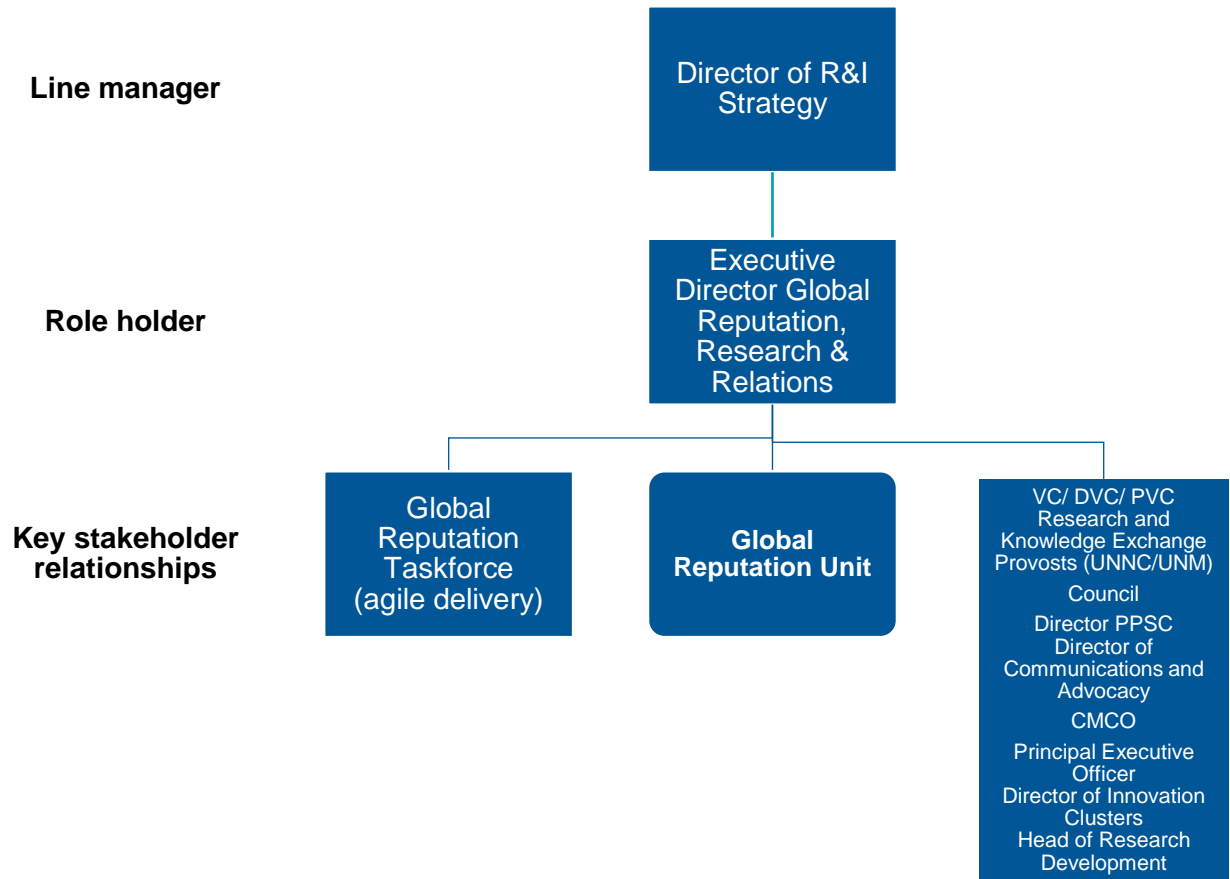 Line manager
Director of R&I
Strategy
Role holder
Executive
Director Global
Reputation,
Research &
Relations
Key stakeholder
relationships
Global
Reputation
Taskforce
(agile delivery)
Global
Reputation Unit
VC/ DVC/ PVC
Research and
Knowledge Exchange
Provosts (UNNC/UNM)
Council
Director PPSC
Director of
Communications and
Advocacy
CMCO
Principal Executive
Officer
Director of Innovation
Clusters
Head of Research
Development